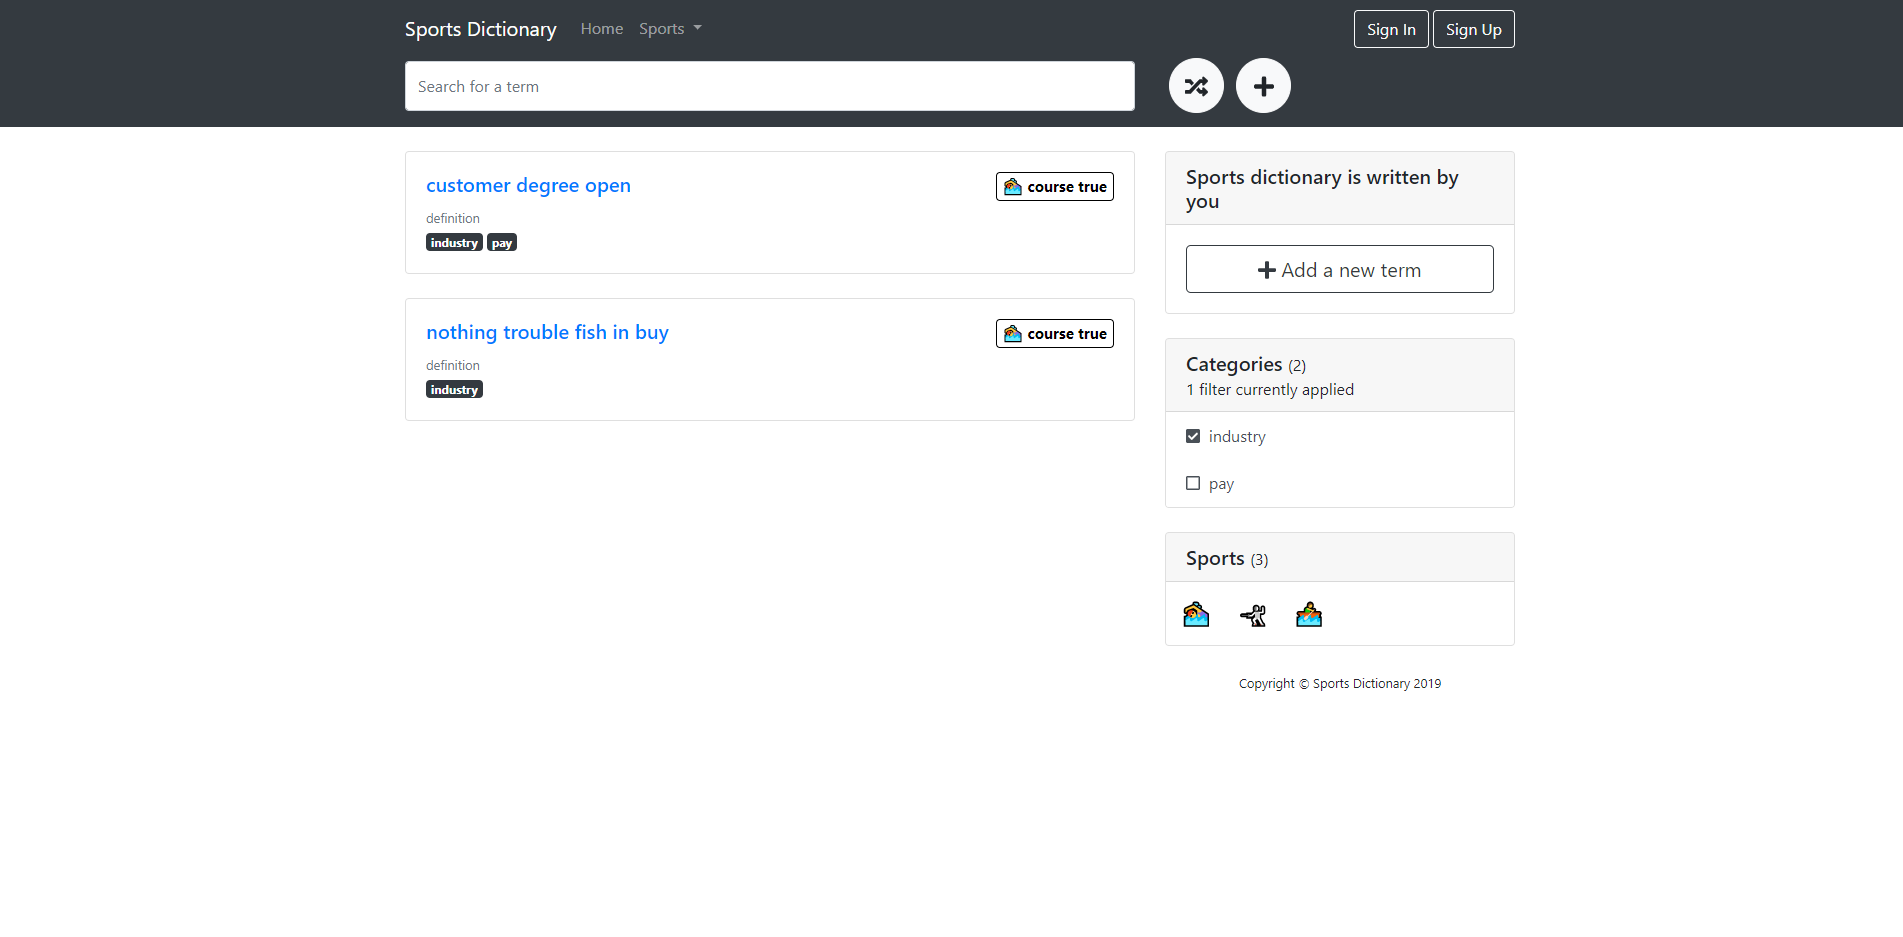 Sports Dictionary Home Sports Sign In Sign Up
Search for a term
customer degree open
course true
definition
industry pay
nothing trouble fish in buy
course true
definition
industry
Sports dictionary is written by
you
Add a new term
Categories (2)
1 filter currently applied
industry
pay
Sports (3)
Copyright © Sports Dictionary 2019